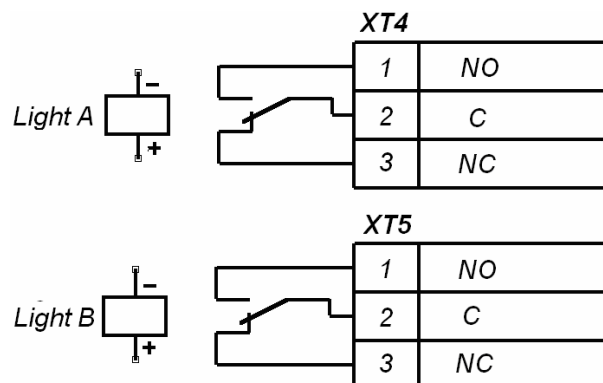 XT4
1 NO
Light A - +
2 C
3 NC
XT5
1 NO
Light B - +
2 C
3 NC